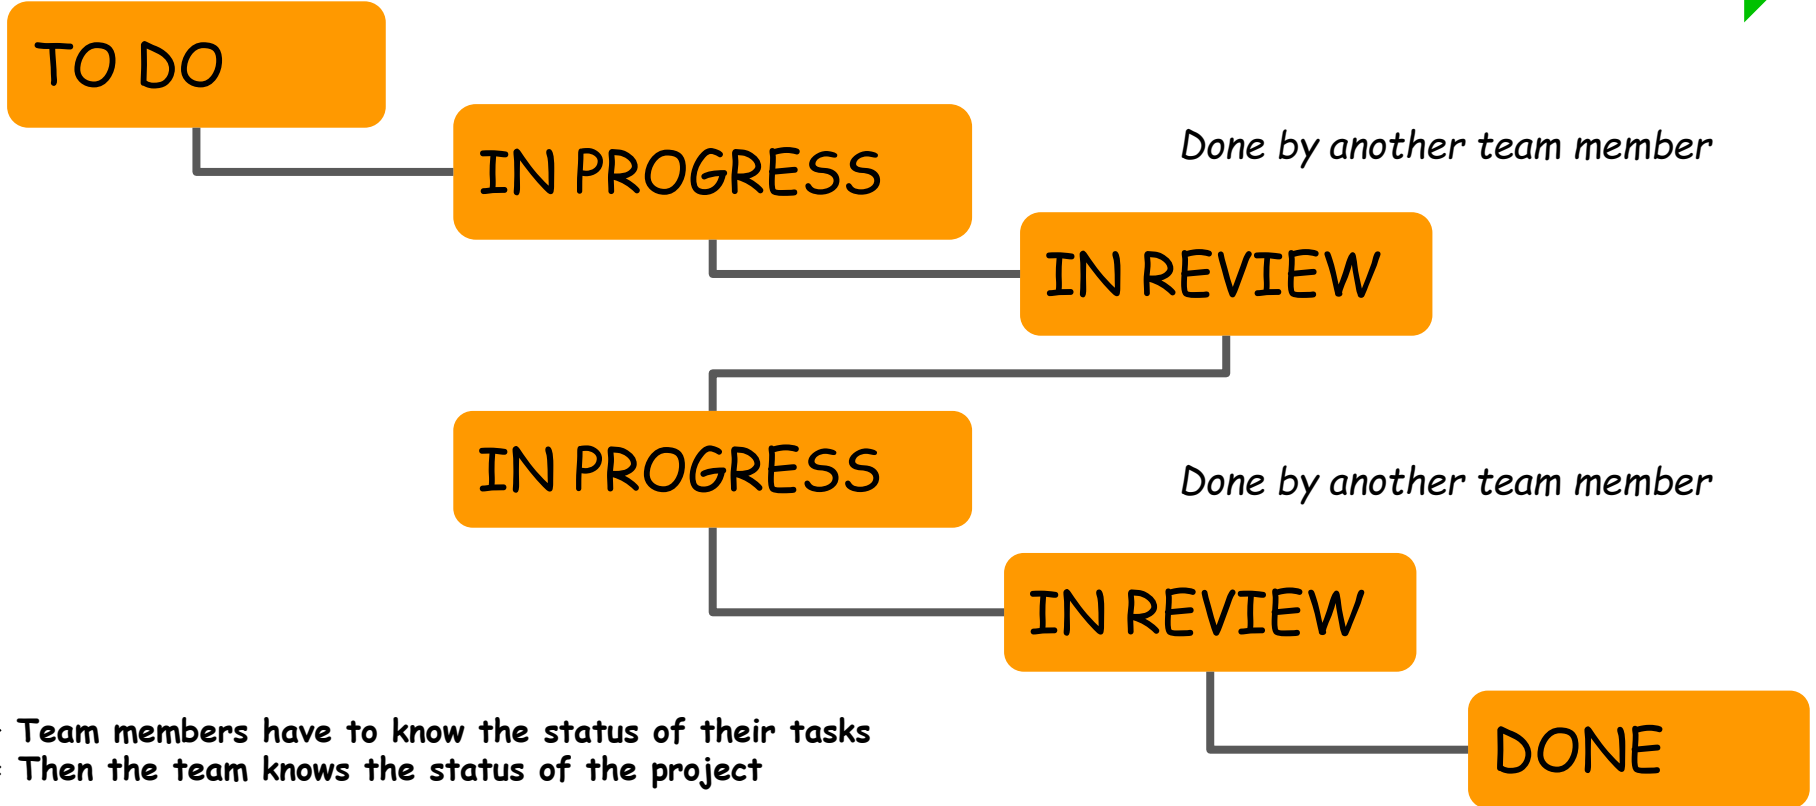 TO DO
IN PROGRESS
Done by another team member
IN REVIEW
IN PROGRESS
Done by another team member
IN REVIEW
Team members have to know the status of their tasks
Then the team knows the status of the project
DONE